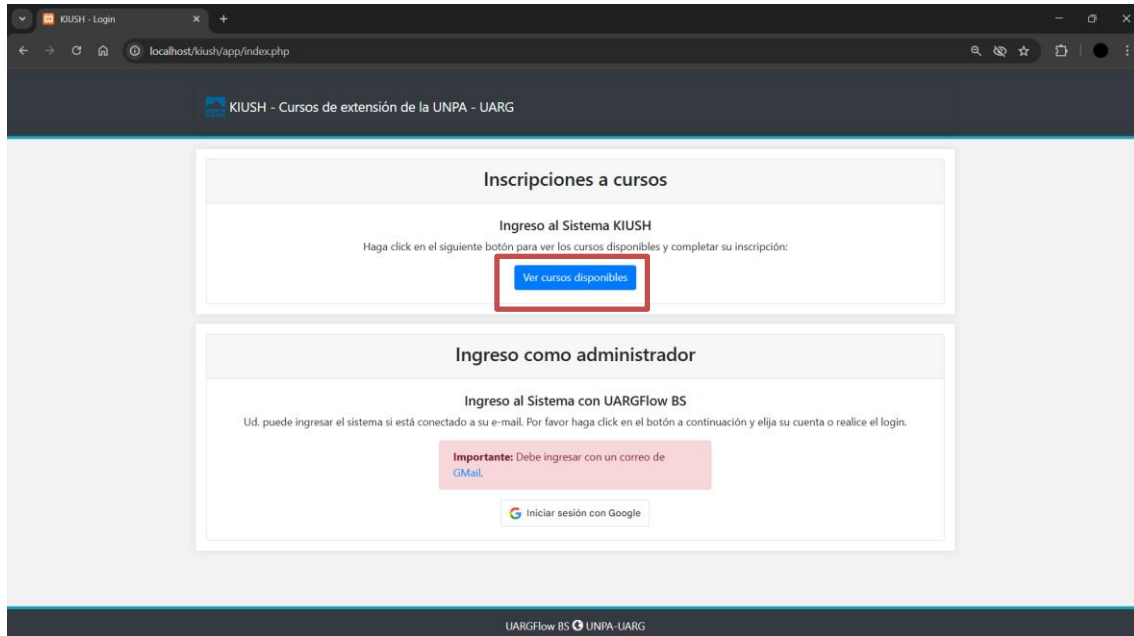 KIUSH - Login
localhost/kiush/app/index.php
KIUSH - Cursos de extensión de la UNPA - UARG
Inscripciones a cursos
Ingreso al Sistema KIUSH
Haga click en el siguiente botón para ver los cursos disponibles y completar su inscripción:
Ver cursos disponibles
Ingreso como administrador
Ingreso al Sistema con UARGFlow BS
Ud. puede ingresar el sistema si está conectado a su e-mail. Por favor haga click en el botón a continuación y elija su cuenta o realice el login.
Importante: Debe ingresar con un correo de
GMail.
Iniciar sesión con Google
UARGFlow BS UNPA-UARG